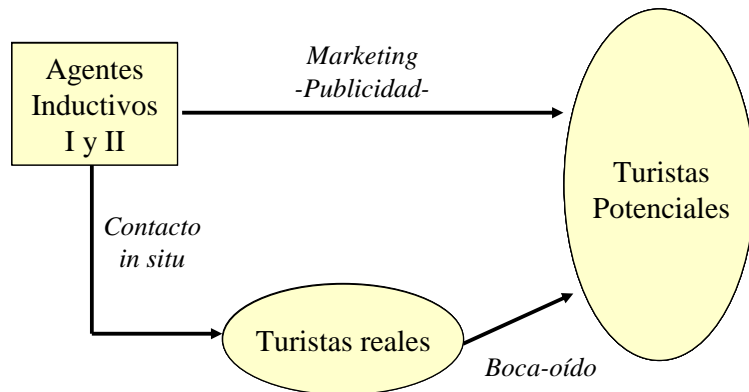 Marketing
-Publicidad-
Agentes
Inductivos
I y II
Turistas
Potenciales
Contacto
in situ
Turistas reales
Boca-oído